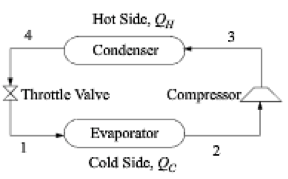 Hot Side, Q_H
4
3
Condenser
Throttle Valve
Compressor
Evaporator
1
2
Cold Side, Q_C